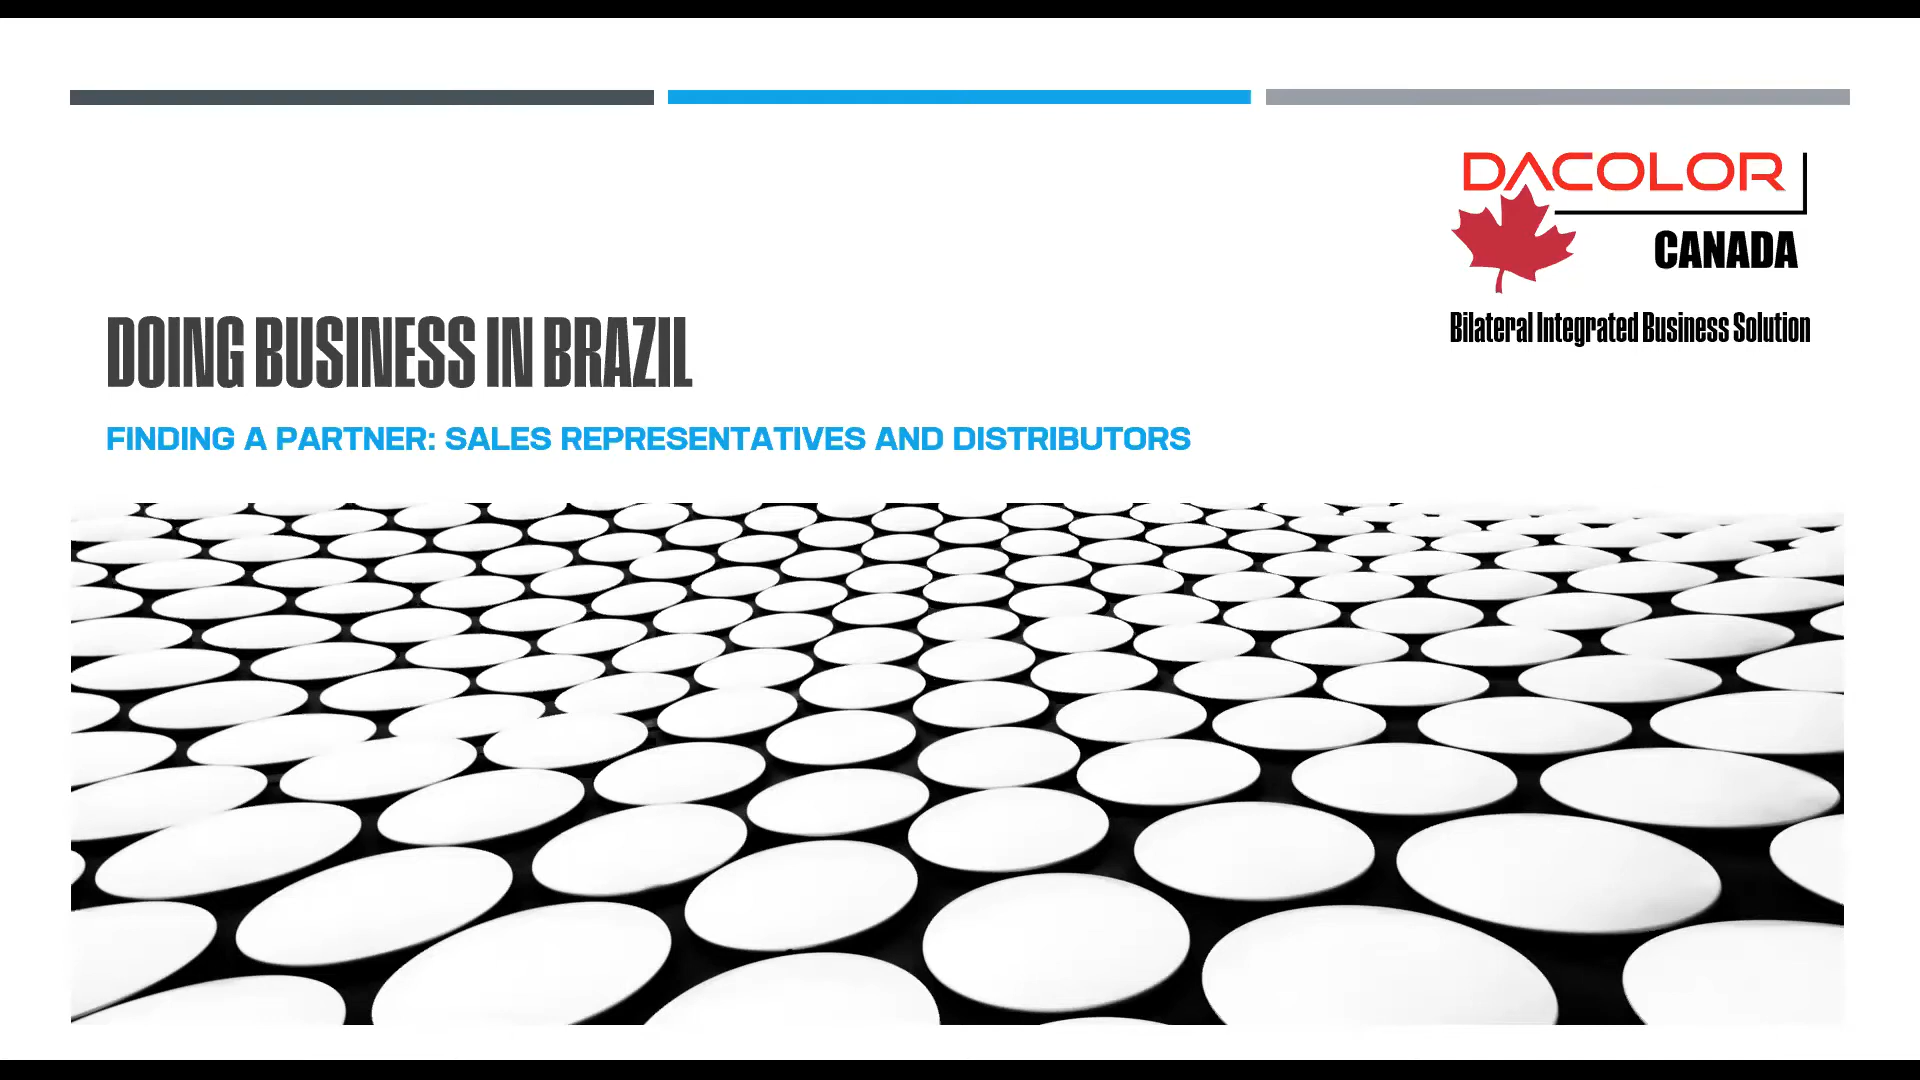 DACOLOR
CANADA
Bilateral Integrated Business Solution
DOING BUSINESS IN BRAZIL
FINDING A PARTNER: SALES REPRESENTATIVES AND DISTRIBUTORS